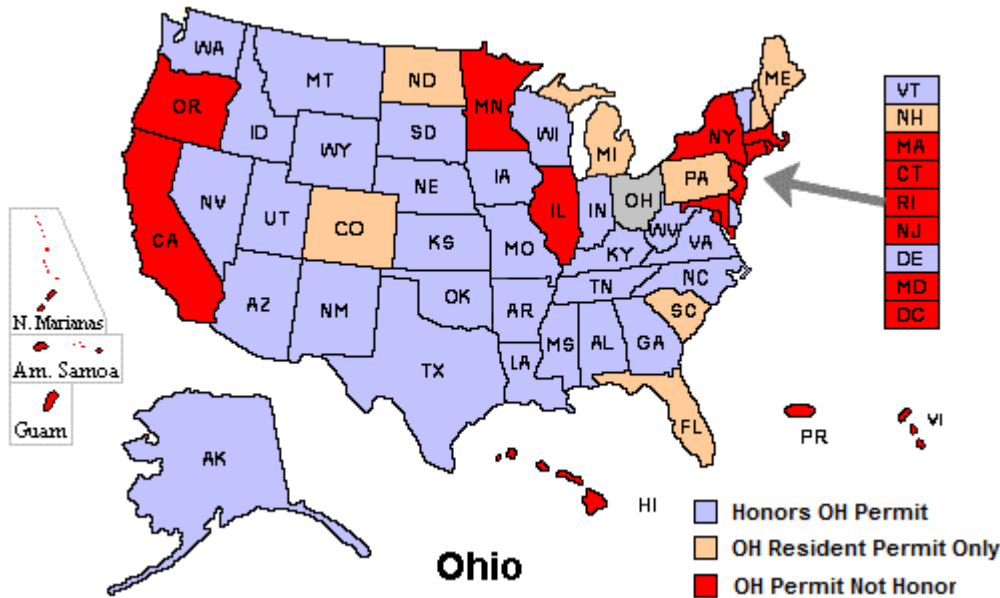 WA
MT
ND
MN
ME
OR
ID
WY
SD
WI
MI
NY
VT
NH
MA
CT
RI
NJ
DE
MD
DC
NV
UT
CO
NE
IA
IL
IN
OH
PA
CA
KS
MO
KY
WV
VA
AZ
NM
OK
AR
TN
NC
SC
TX
LA
MS
AL
GA
FL
N. Marianas
Am. Samoa
Guam
AK
HI
PR
VI
Honors OH Permit
OH Resident Permit Only
OH Permit Not Honor
Ohio